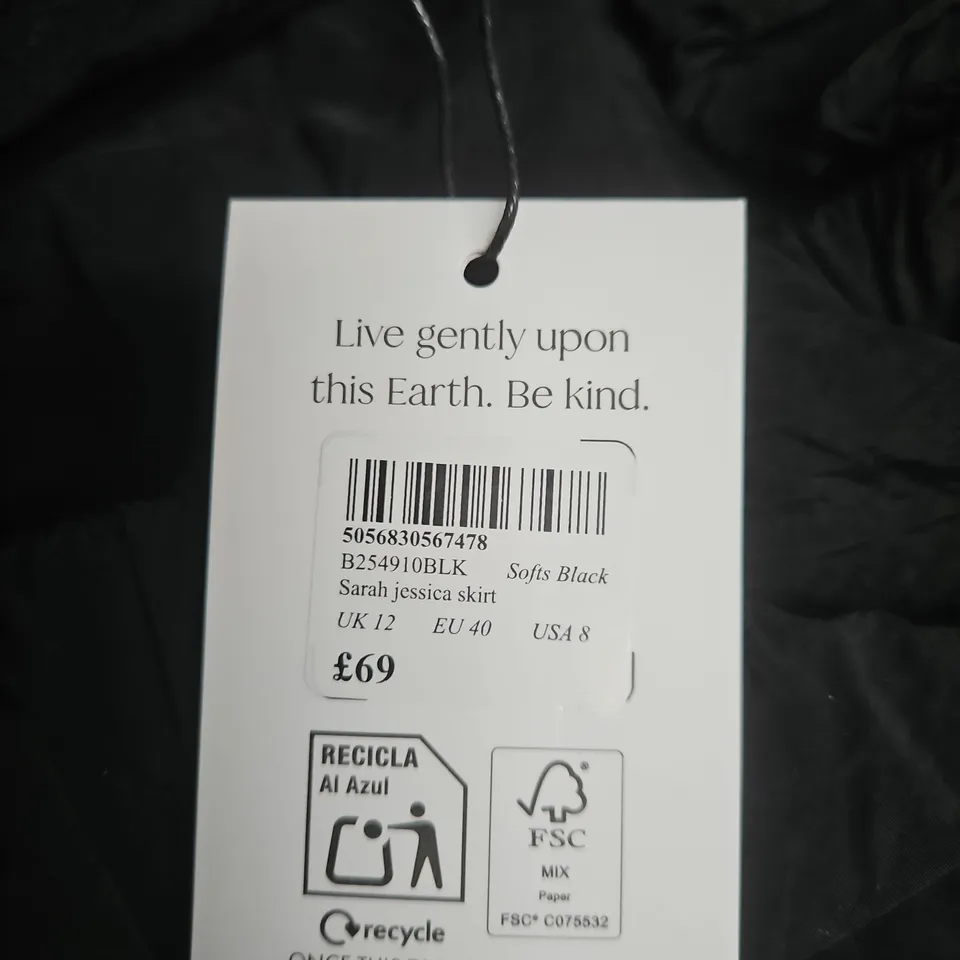 Live gently upon
this Earth. Be kind.
5056830567478
B254910BLK Softs Black
Sarah jessica skirt
UK 12 EU 40 USA 8
£69
RECICLA
Al Azul
FSC
MIX
Paper
FSC® C075532
recycle